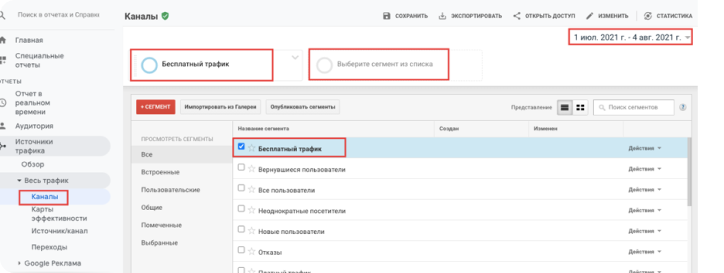 Поиск в отчетах и Справке
Каналы
СОХРАНИТЬ
ЭКСПОРТИРОВАТЬ
ОТКРЫТЬ ДОСТУП
ИЗМЕНИТЬ
СТАТИСТИКА
1 июл. 2021 г. - 4 авг. 2021 г.
Главная
Специальные
отчеты
ОТЧЕТЫ
Отчет в
реальном
времени
Аудитория
Источники
трафика
Обзор
Весь трафик
Каналы
Карты
эффективности
Источник/канал
Переходы
Google Реклама
Бесплатный трафик
Выберите сегмент из списка
+ СЕГМЕНТ
Импортировать из Галереи
Опубликовать сегменты
Представление
Поиск сегментов
ПРОСМОТРЕТЬ СЕГМЕНТЫ
Все
Встроенные
Пользовательские
Общие
Помеченные
Выбранные
Название сегмента
Создан
Изменен
Бесплатный трафик
Действия
Вернувшиеся пользователи
Действия
Все пользователи
Действия
Неоднократные посетители
Действия
Новые пользователи
Действия
Отказы
Действия
Платный трафик
Действия